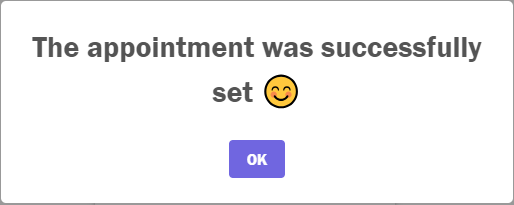 The appointment was successfully
set 😊
OK